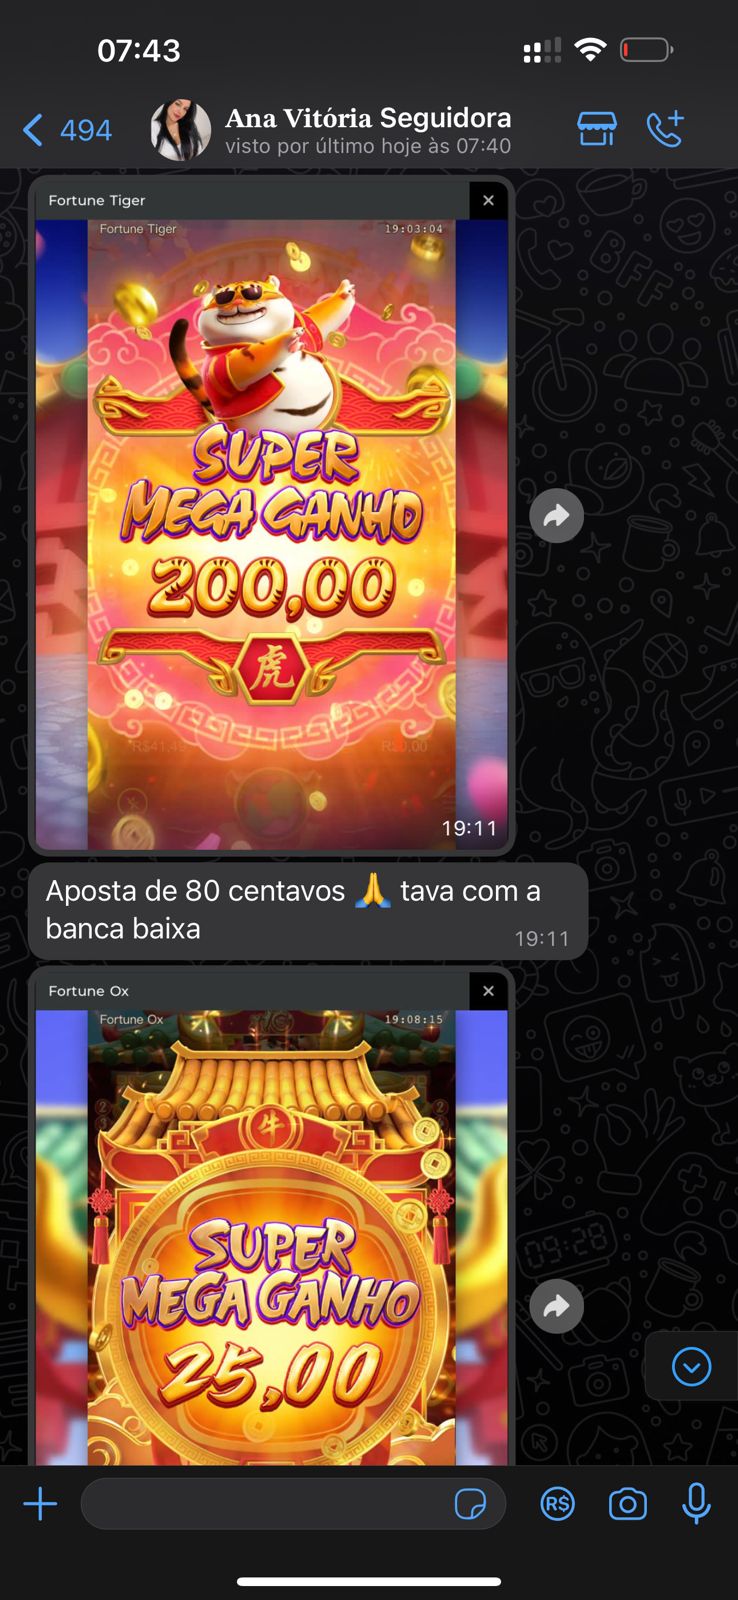 07:43
494
Ana Vitória Seguidora
visto por último hoje às 07:40
Fortune Tiger
Fortune Tiger 19:03:04
SUPER
MEGA GANHO
200,00
虎
R$41,49
19:11
Aposta de 80 centavos 🙏 tava com a
banca baixa
19:11
Fortune Ox
Fortune Ox 19:08:15
牛
SUPER
MEGA GANHO
25,00
R$